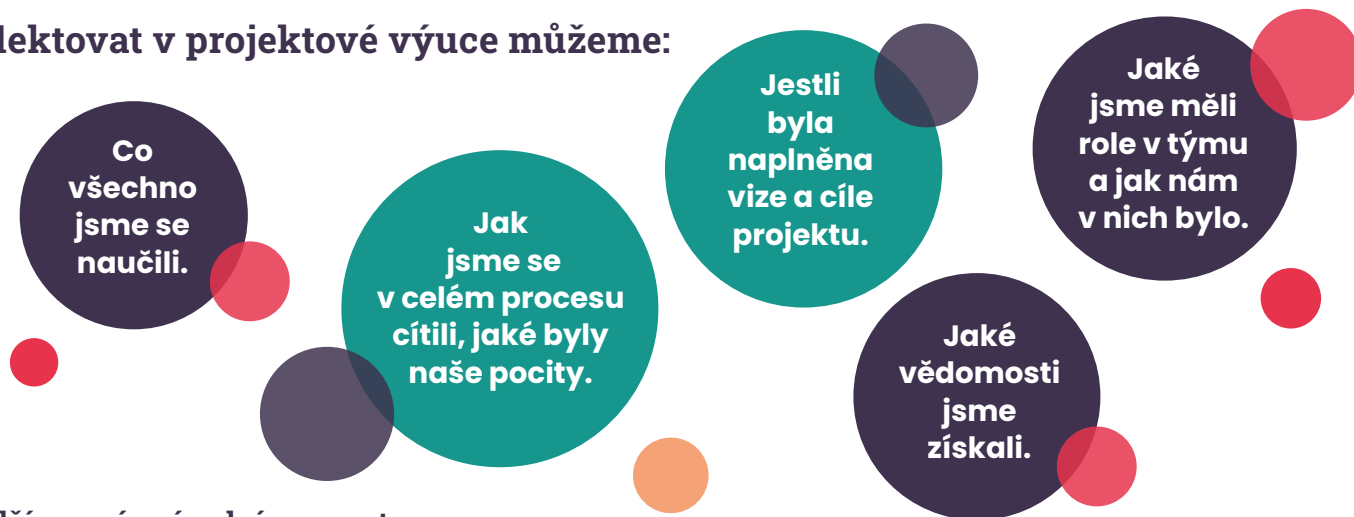 lektovat v projektové výuce můžeme:
Co
všechno
jsme se
naučili.
Jak
jsme se
v celém procesu
cítili, jaké byly
naše pocity.
Jestli
byla
naplněna
vize a cíle
projektu.
Jaké
jsme měli
role v týmu
a jak nám
v nich bylo.
Jaké
vědomosti
jsme
získali.